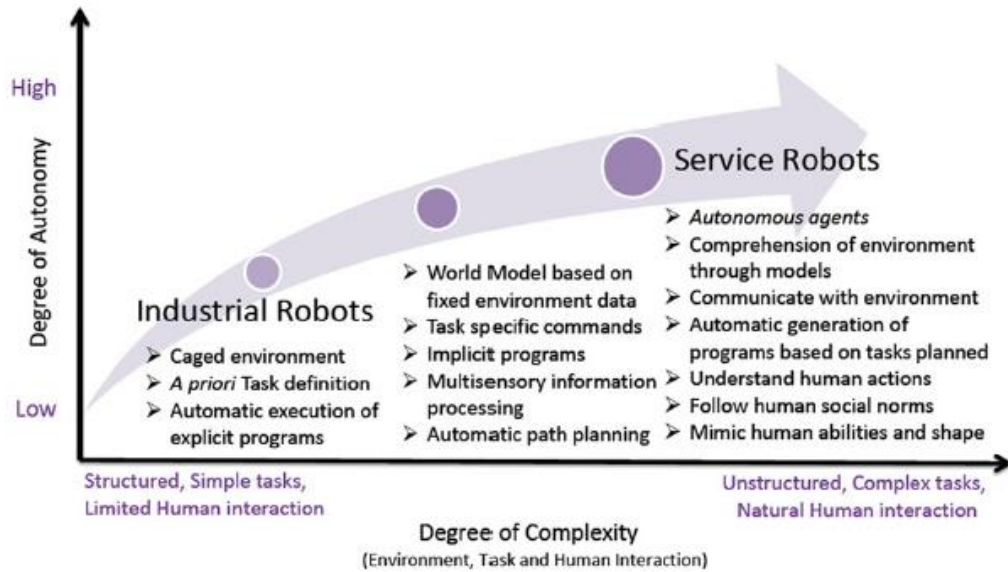 High
Degree of Autonomy
Low
Industrial Robots
➤ Caged environment
➤ A priori Task definition
➤ Automatic execution of
explicit programs
➤ World Model based on
fixed environment data
➤ Task specific commands
➤ Implicit programs
➤ Multisensory information
processing
➤ Automatic path planning
Service Robots
➤ Autonomous agents
➤ Comprehension of environment
through models
➤ Communicate with environment
➤ Automatic generation of
programs based on tasks planned
➤ Understand human actions
➤ Follow human social norms
➤ Mimic human abilities and shape
Structured, Simple tasks,
Limited Human interaction
Unstructured, Complex tasks,
Natural Human interaction
Degree of Complexity
(Environment, Task and Human Interaction)